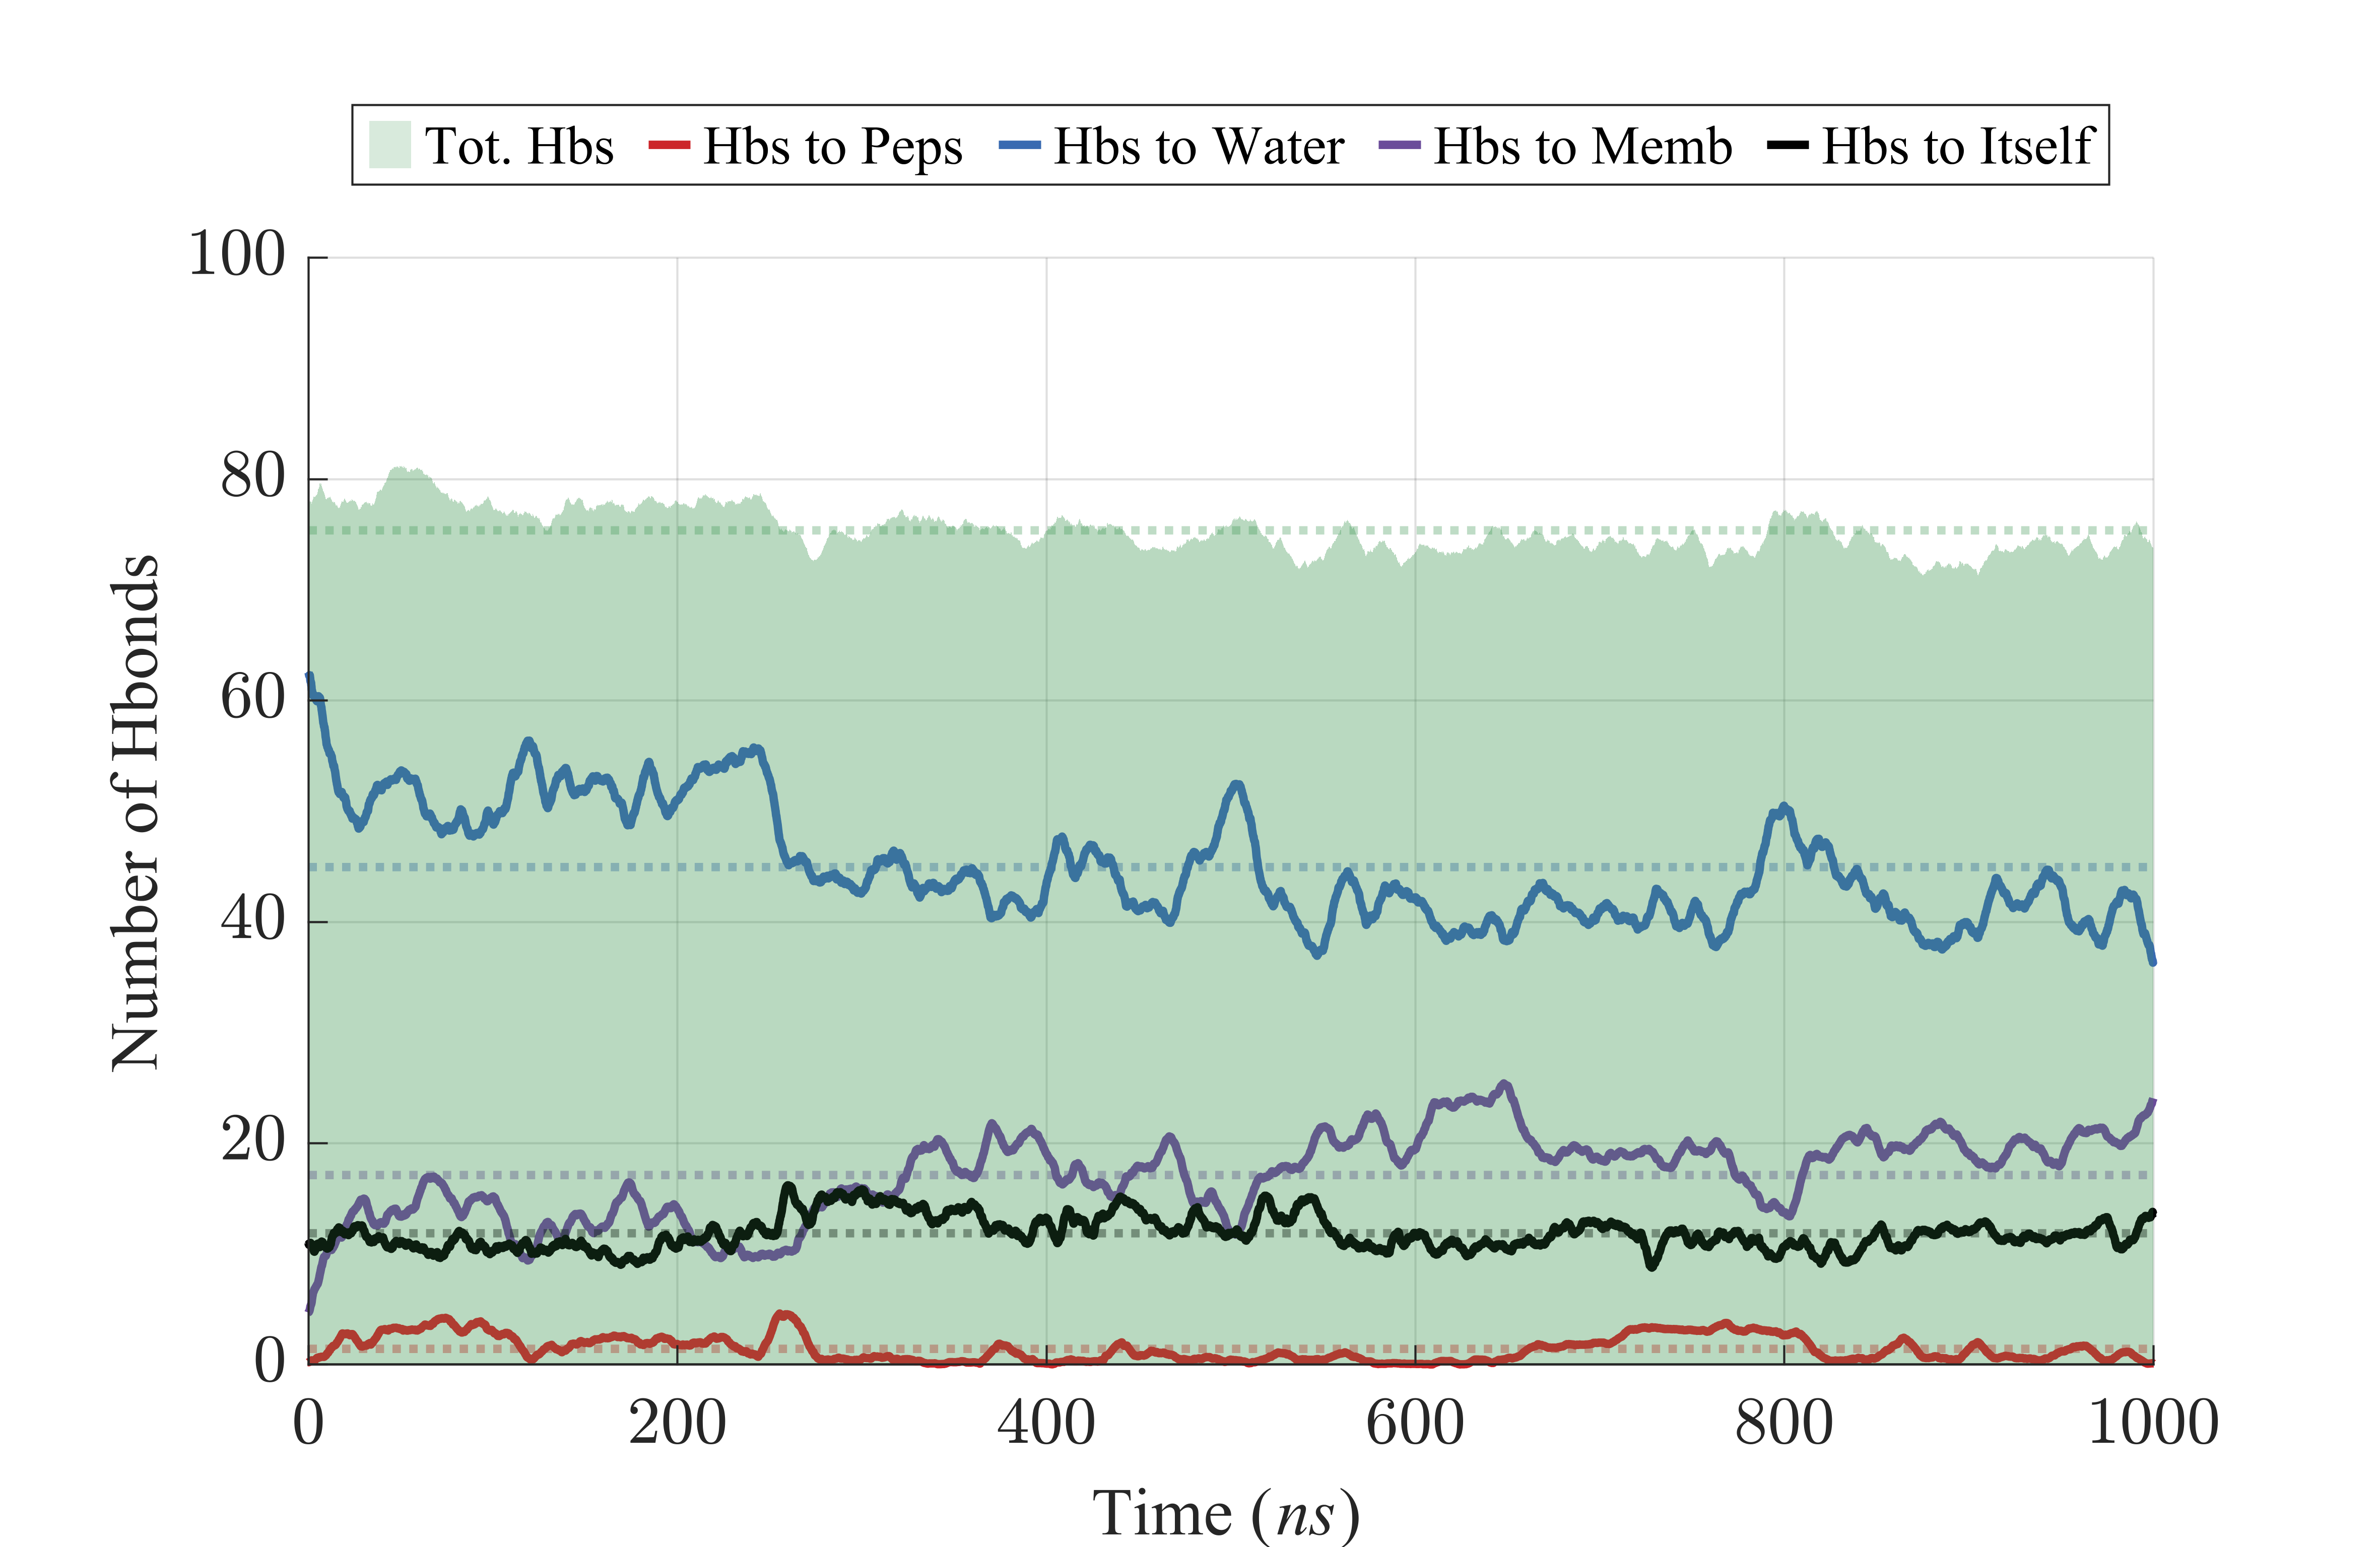 Tot. Hbs Hbs to Peps Hbs to Water Hbs to Memb Hbs to Itself
100
80
60
40
20
0
Number of Hbonds
0 200 400 600 800 1000
Time (ns)